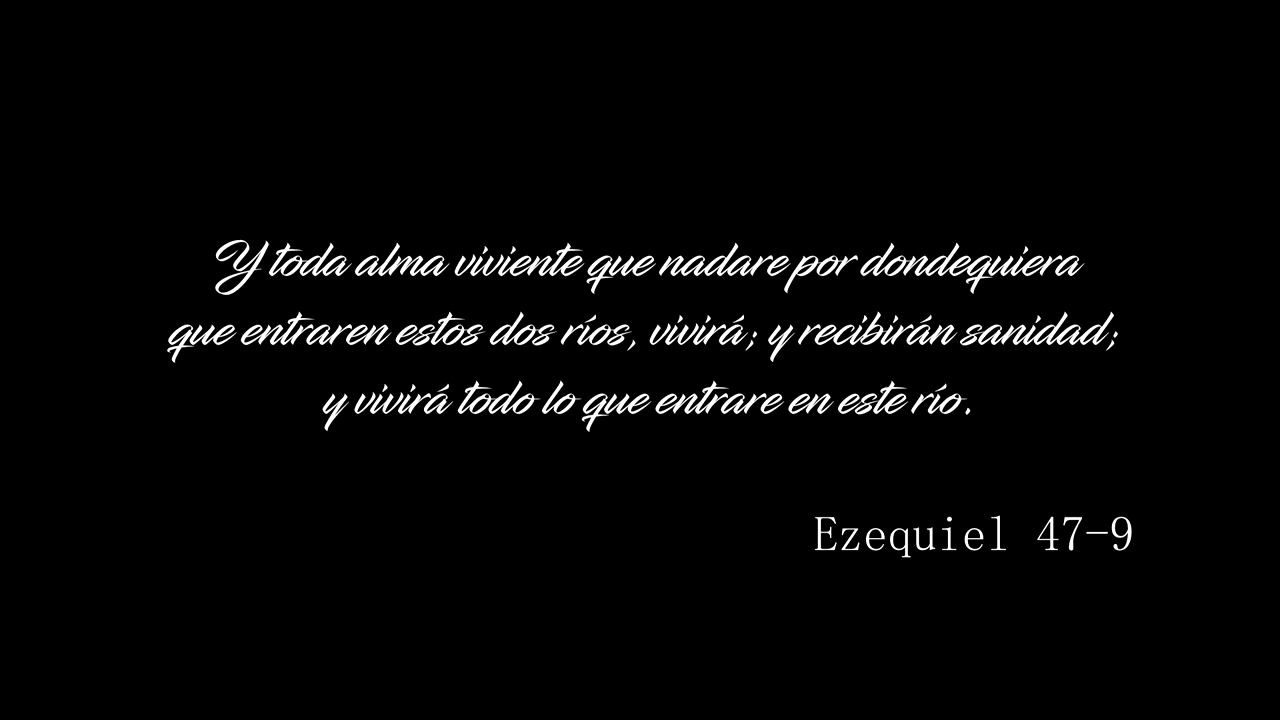 Y toda alma viviente que nadare por dondequiera
que entraren estos dos ríos, vivirá; y recibirán sanidad;
y vivirá todo lo que entrare en este río.
Ezequiel 47-9